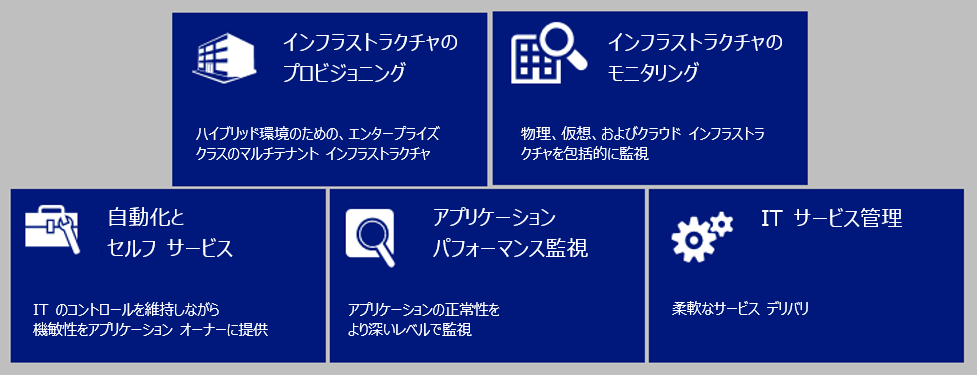 インフラストラクチャの
プロビジョニング
ハイブリッド環境のための、エンタープライズ
クラスのマルチテナント インフラストラクチャ
インフラストラクチャの
モニタリング
物理、仮想、およびクラウド インフラストラ
クチャを包括的に監視
自動化と
セルフ サービス
IT のコントロールを維持しながら
機敏性をアプリケーション オーナーに提供
アプリケーション
パフォーマンス監視
アプリケーションの正常性を
より深いレベルで監視
IT サービス管理
柔軟なサービス デリバリ